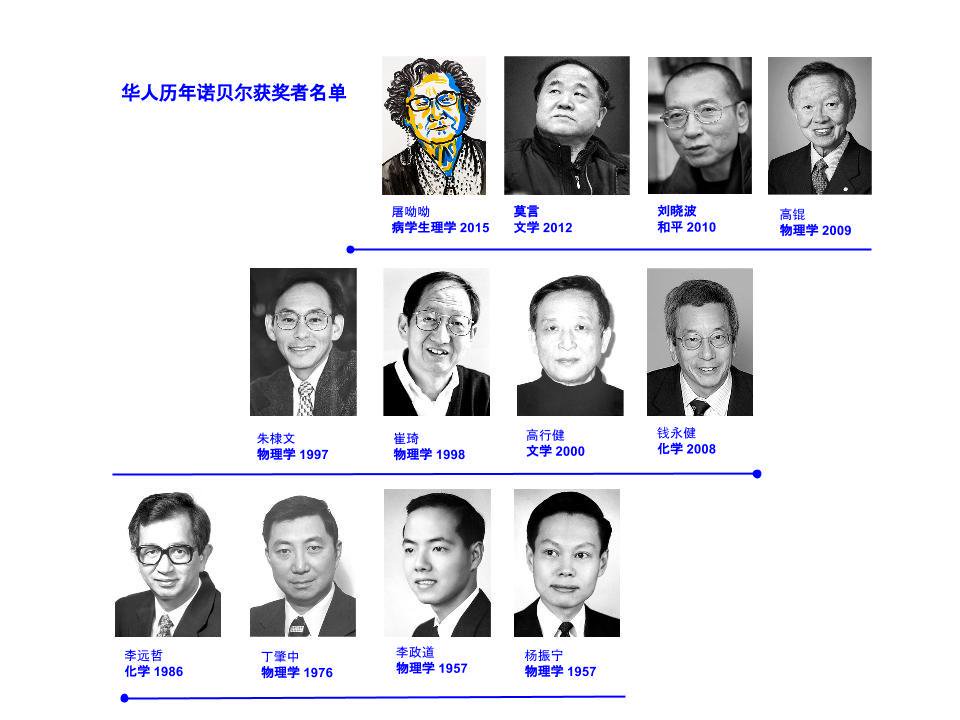 华人历年诺贝尔获奖者名单
屠呦呦
病学生理学 2015
莫言
文学 2012
刘晓波
和平 2010
高锟
物理学 2009
朱棣文
物理学 1997
崔琦
物理学 1998
高行健
文学 2000
钱永健
化学 2008
李远哲
化学 1986
丁肇中
物理学 1976
李政道
物理学 1957
杨振宁
物理学 1957